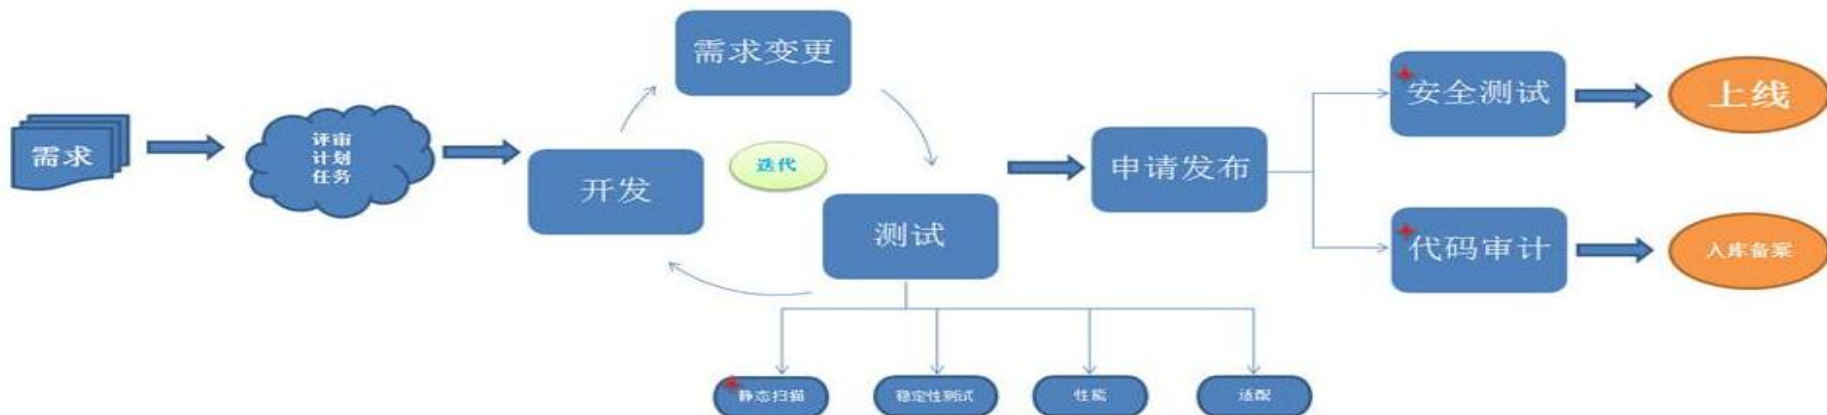 需求
评审
计划
任务
开发
需求变更
迭代
测试
静态扫描
稳定性测试
性能
适配
申请发布
安全测试
上线
代码审计
入库备案